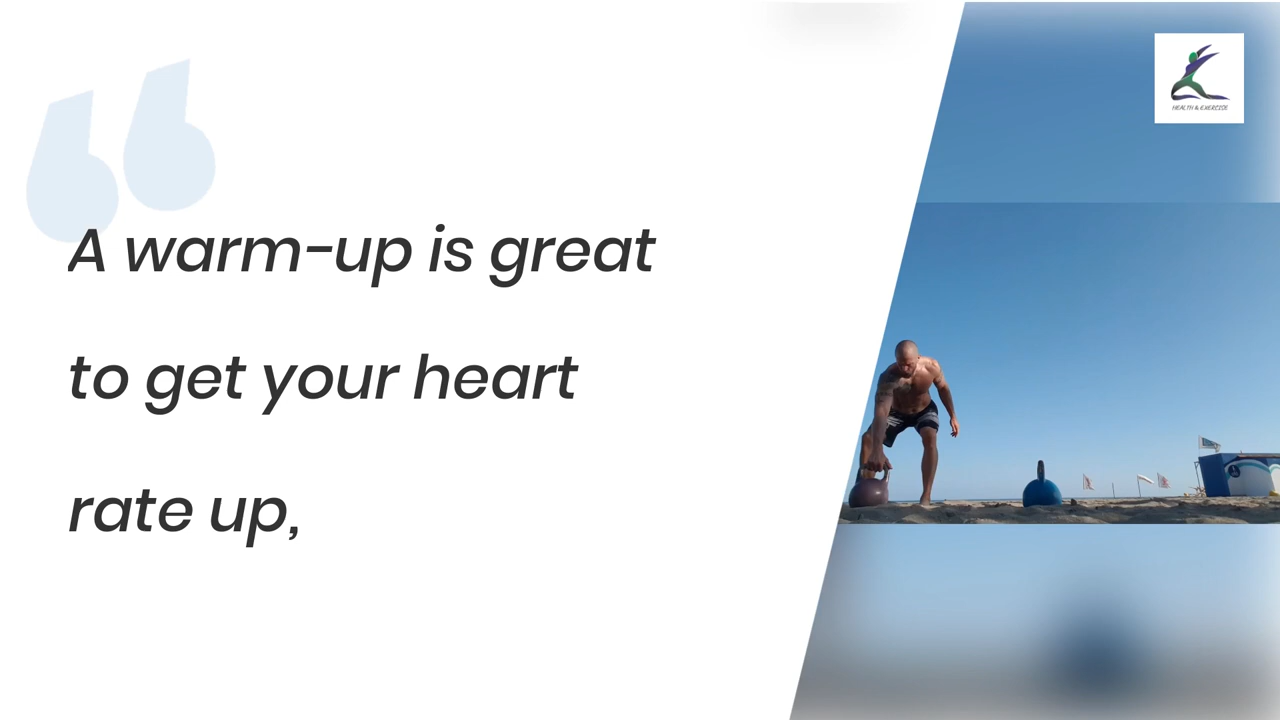 A warm-up is great
to get your heart
rate up,
HEALTH & EXERCISE